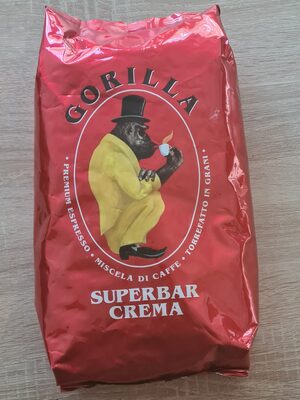 GORILLA
• PREMIUM ESPRESSO • MISCELA DI CAFFE • TORREFATTO IN GRANI •
SUPERBAR
CREMA